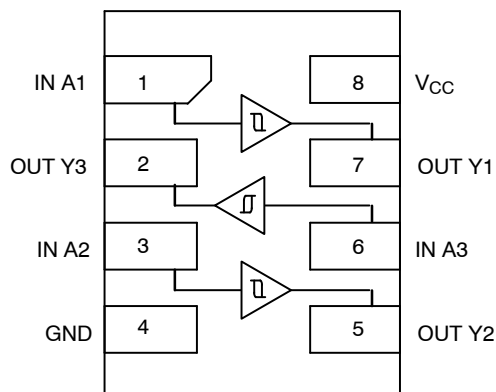 IN A1 1 8 VCC
OUT Y3 2 7 OUT Y1
IN A2 3 6 IN A3
GND 4 5 OUT Y2